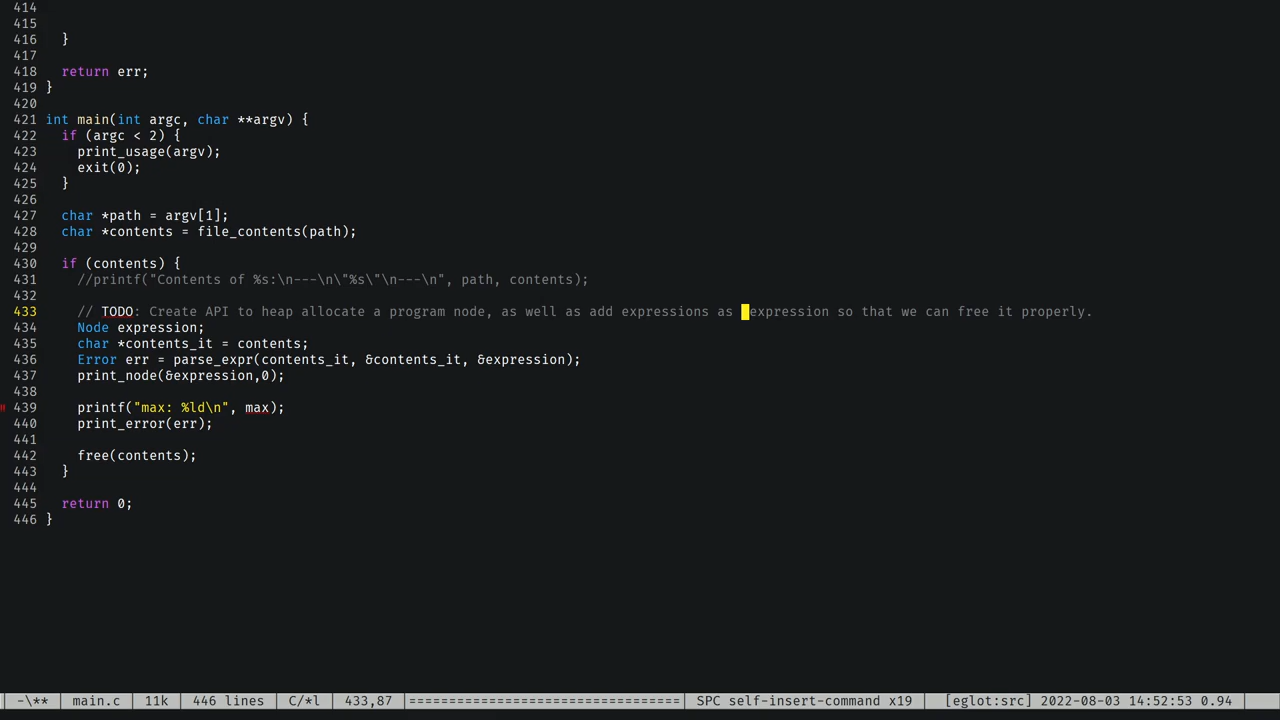 414
415
416   }
417
418   return err;
419 }
420
421 int main(int argc, char **argv) {
422   if (argc < 2) {
423     print_usage(argv);
424     exit(0);
425   }
426
427   char *path = argv[1];
428   char *contents = file_contents(path);
429
430   if (contents) {
431     //printf("Contents of %s:\n---\n\"%s\"\n---\n", path, contents);
432
433     // TODO: Create API to heap allocate a program node, as well as add expressions as expression so that we can free it properly.
434     Node expression;
435     char *contents_it = contents;
436     Error err = parse_expr(contents_it, &contents_it, &expression);
437     print_node(&expression,0);
438
439     printf("max: %ld\n", max);
440     print_error(err);
441
442     free(contents);
443   }
444
445   return 0;
446 }
-\** main.c 11k 446 lines C/*l 433,87 ================================== SPC self-insert-command x19 [eglot:src] 2022-08-03 14:52:53 0.94